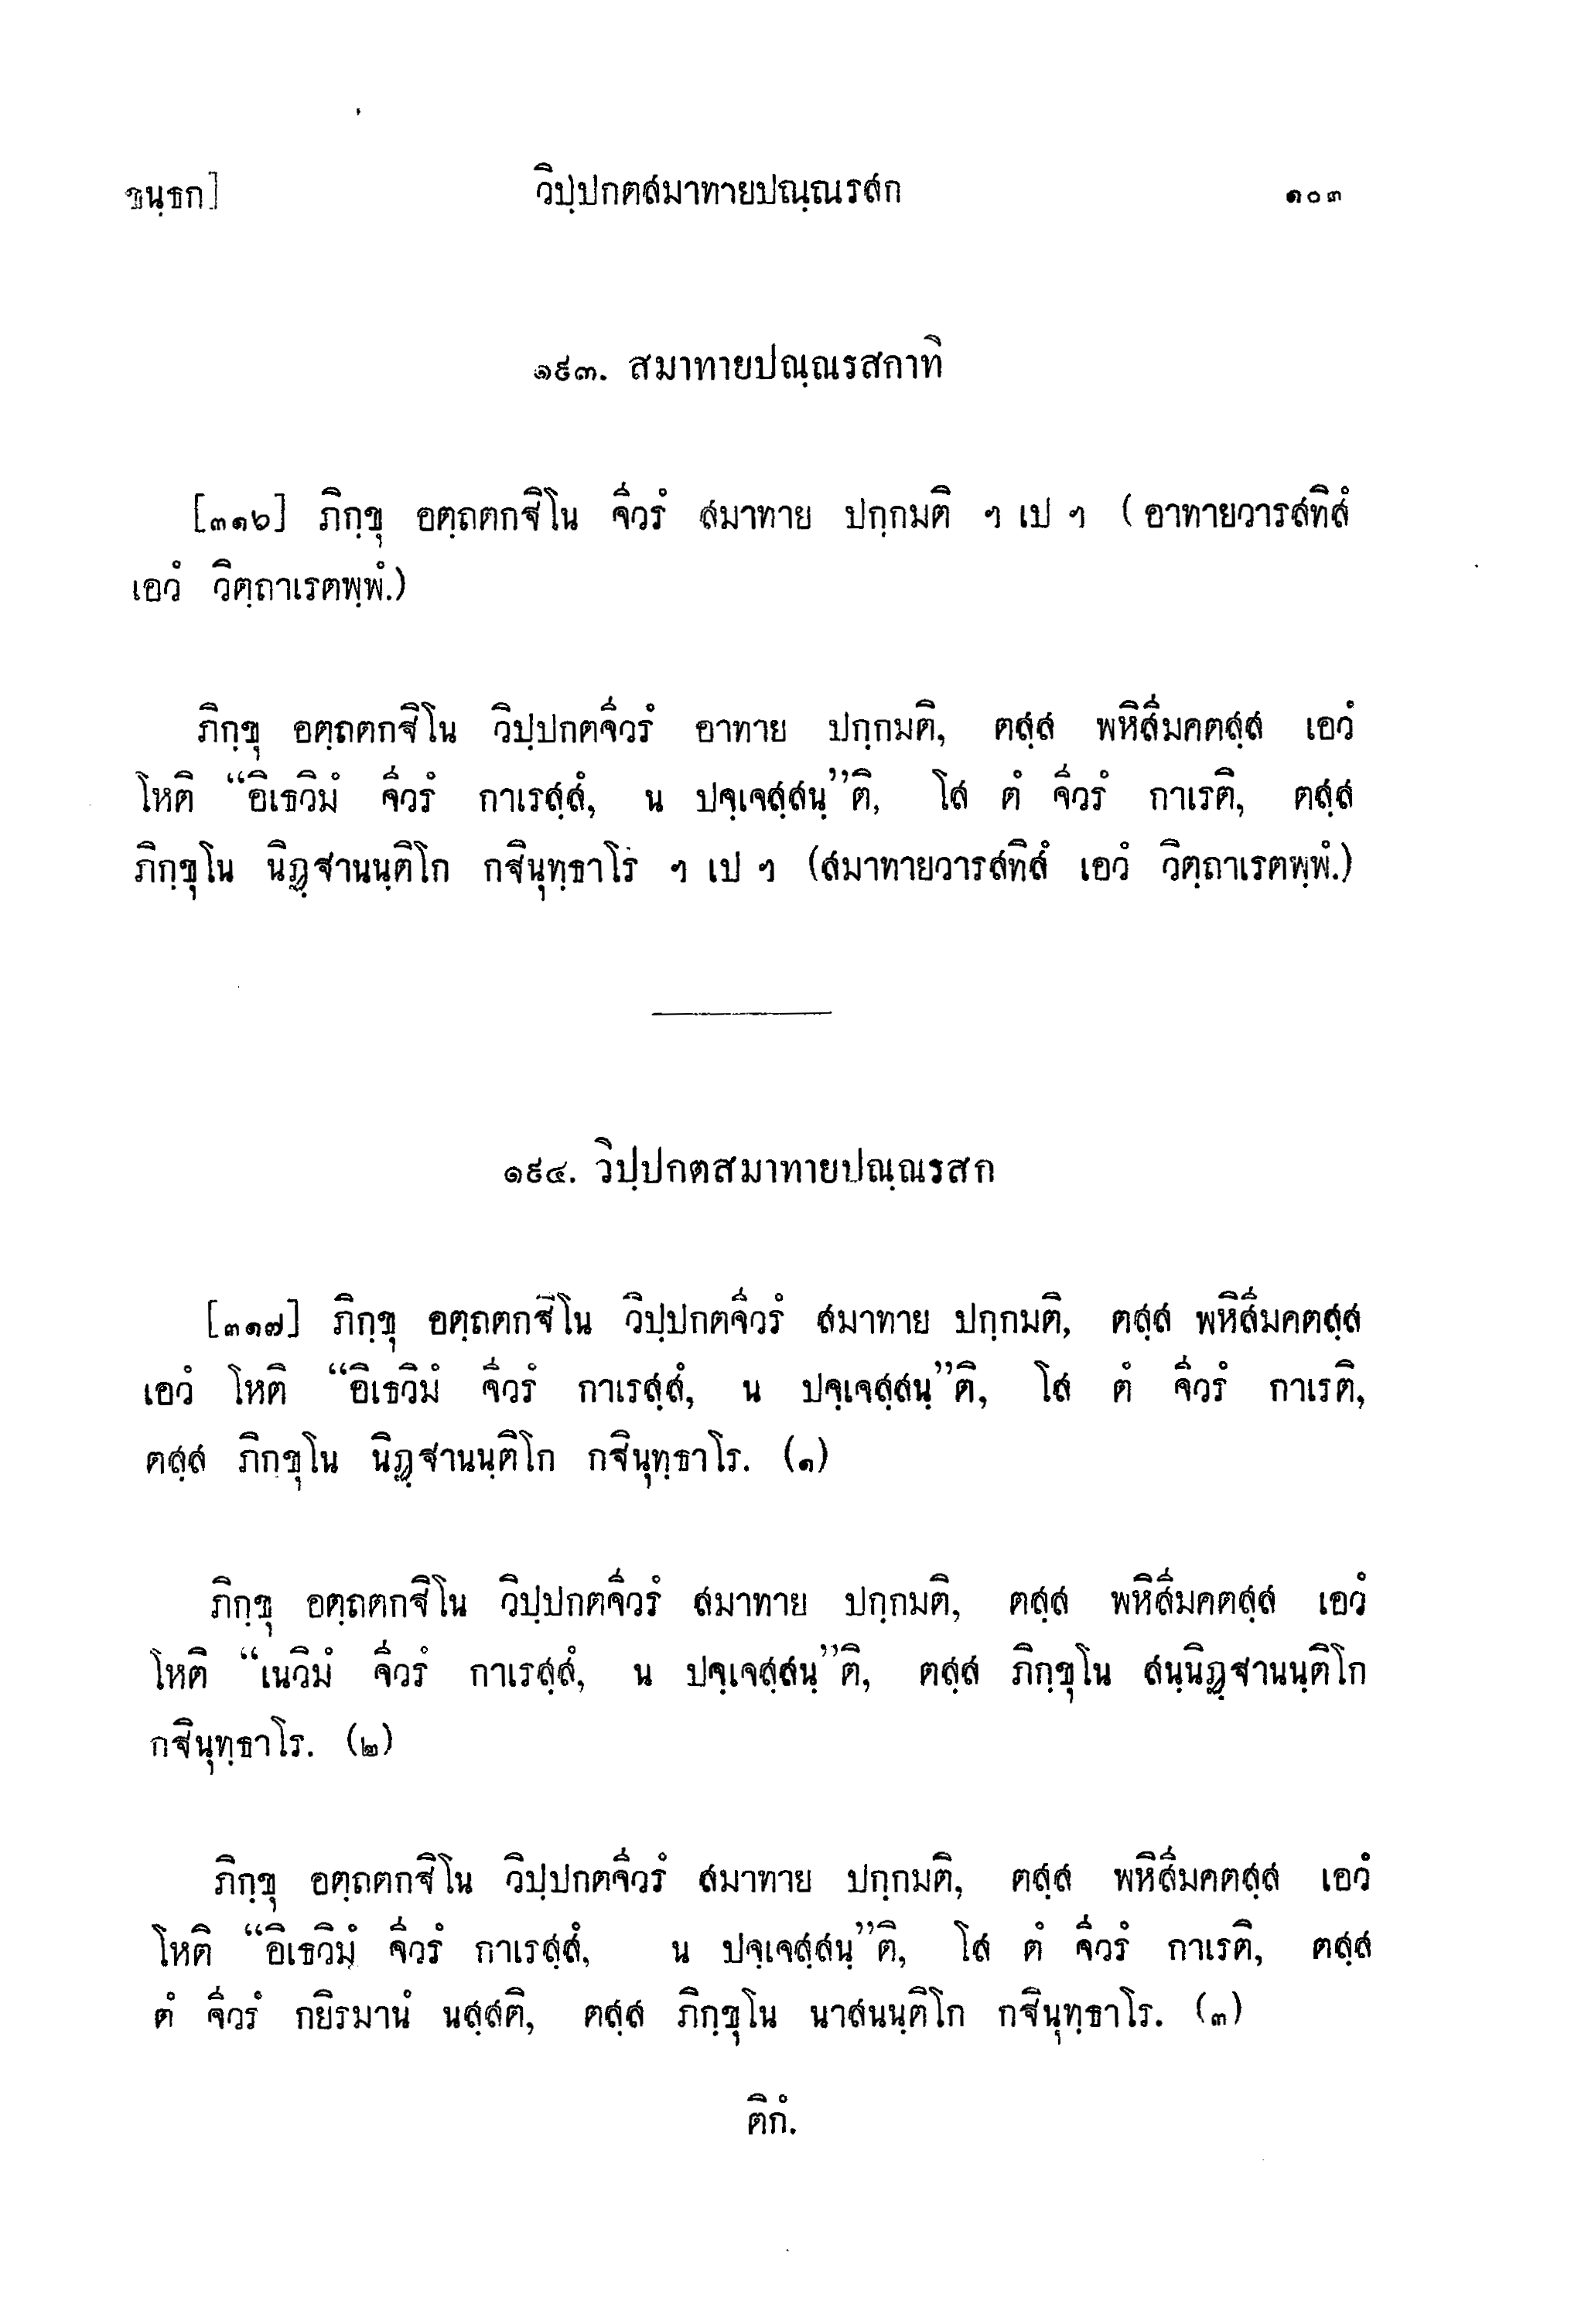 ขนฺธก]
วิปฺปกตสมาทายปณฺณรสก
๑๐๓
๑๙๓. สมาทายปณฺณรสกาทิ
[๓๑๖] ภิกฺขุ อตฺถตกฐิโน จีวรํ สมาทาย ปกฺกมติ ฯ เป ฯ (อาทายวารสทิสํ
เอวํ วิตฺถาเรตพฺพํ.)
ภิกฺขุ อตฺถตกฐิโน วิปฺปกตจีวรํ อาทาย ปกฺกมติ, ตสฺส พหิสีมคตสฺส เอวํ
โหติ “อิเธวิมํ จีวรํ กาเรสฺสํ, น ปจฺเจสฺสนฺ”ติ, โส ตํ จีวรํ กาเรติ, ตสฺส
ภิกฺขุโน นิฏฺฐานนฺติโก กฐินุทฺธาโร ฯ เป ฯ (สมาทายวารสทิสํ เอวํ วิตฺถาเรตพฺพํ.)
๑๙๔. วิปฺปกตสมาทายปณฺณรสก
[๓๑๗] ภิกฺขุ อตฺถตกฐิโน วิปฺปกตจีวรํ สมาทาย ปกฺกมติ, ตสฺส พหิสีมคตสฺส
เอวํ โหติ “อิเธวิมํ จีวรํ กาเรสฺสํ, น ปจฺเจสฺสนฺ”ติ, โส ตํ จีวรํ กาเรติ,
ตสฺส ภิกฺขุโน นิฏฺฐานนฺติโก กฐินุทฺธาโร. (๑)
ภิกฺขุ อตฺถตกฐิโน วิปฺปกตจีวรํ สมาทาย ปกฺกมติ, ตสฺส พหิสีมคตสฺส เอวํ
โหติ “เนวิมํ จีวรํ กาเรสฺสํ, น ปจฺเจสฺสนฺ”ติ, ตสฺส ภิกฺขุโน สนฺนิฏฺฐานนฺติโก
กฐินุทฺธาโร. (๒)
ภิกฺขุ อตฺถตกฐิโน วิปฺปกตจีวรํ สมาทาย ปกฺกมติ, ตสฺส พหิสีมคตสฺส เอวํ
โหติ “อิเธวิมํ จีวรํ กาเรสฺสํ, น ปจฺเจสฺสนฺ”ติ, โส ตํ จีวรํ กาเรติ, ตสฺส
ตํ จีวรํ กยิรมานํ นสฺสติ, ตสฺส ภิกฺขุโน นาสนนฺติโก กฐินุทฺธาโร. (๓)
ติกํ.